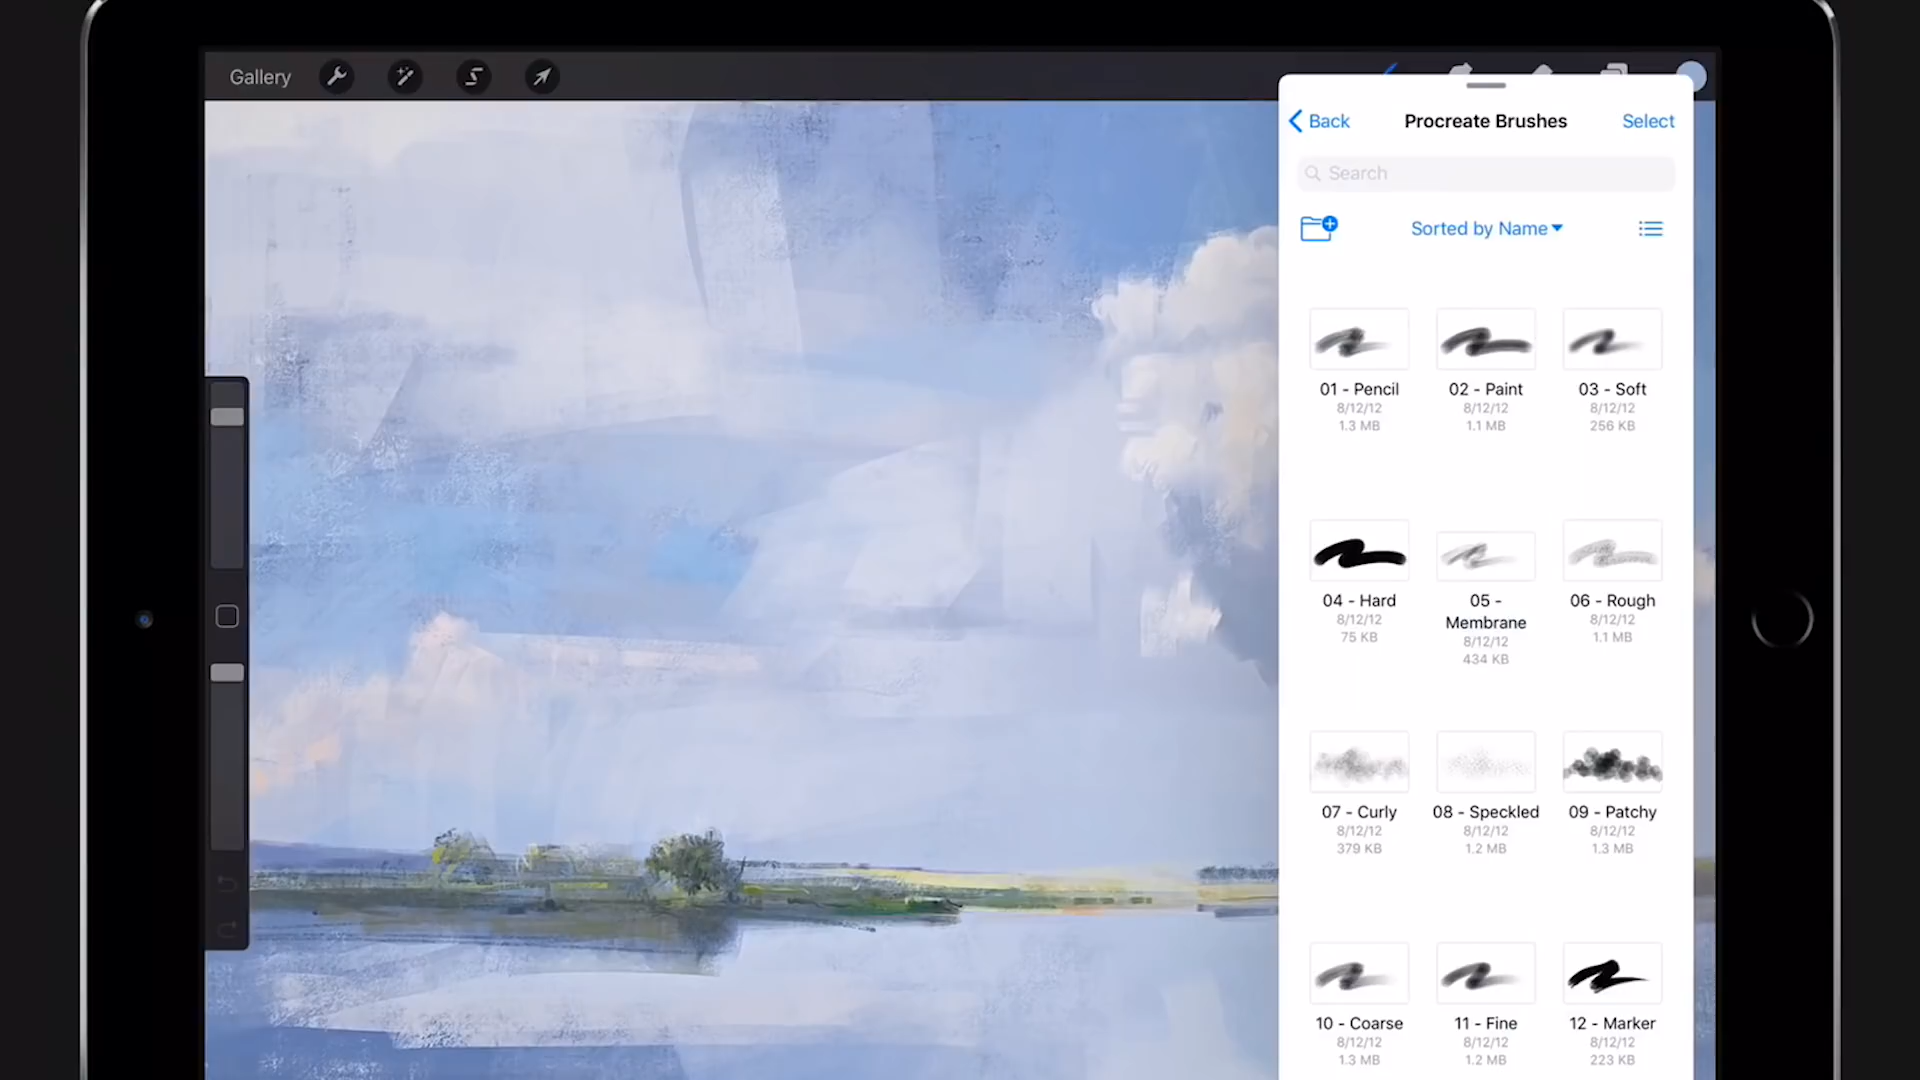 Gallery
Back
Procreate Brushes
Select
Search
Sorted by Name
01 - Pencil
8/12/12
1.3 MB
02 - Paint
8/12/12
1.1 MB
03 - Soft
8/12/12
256 KB
04 - Hard
8/12/12
75 KB
05 -
Membrane
8/12/12
434 KB
06 - Rough
8/12/12
1.1 MB
07 - Curly
8/12/12
379 KB
08 - Speckled
8/12/12
1.2 MB
09 - Patchy
8/12/12
1.3 MB
10 - Coarse
8/12/12
1.3 MB
11 - Fine
8/12/12
1.2 MB
12 - Marker
8/12/12
223 KB